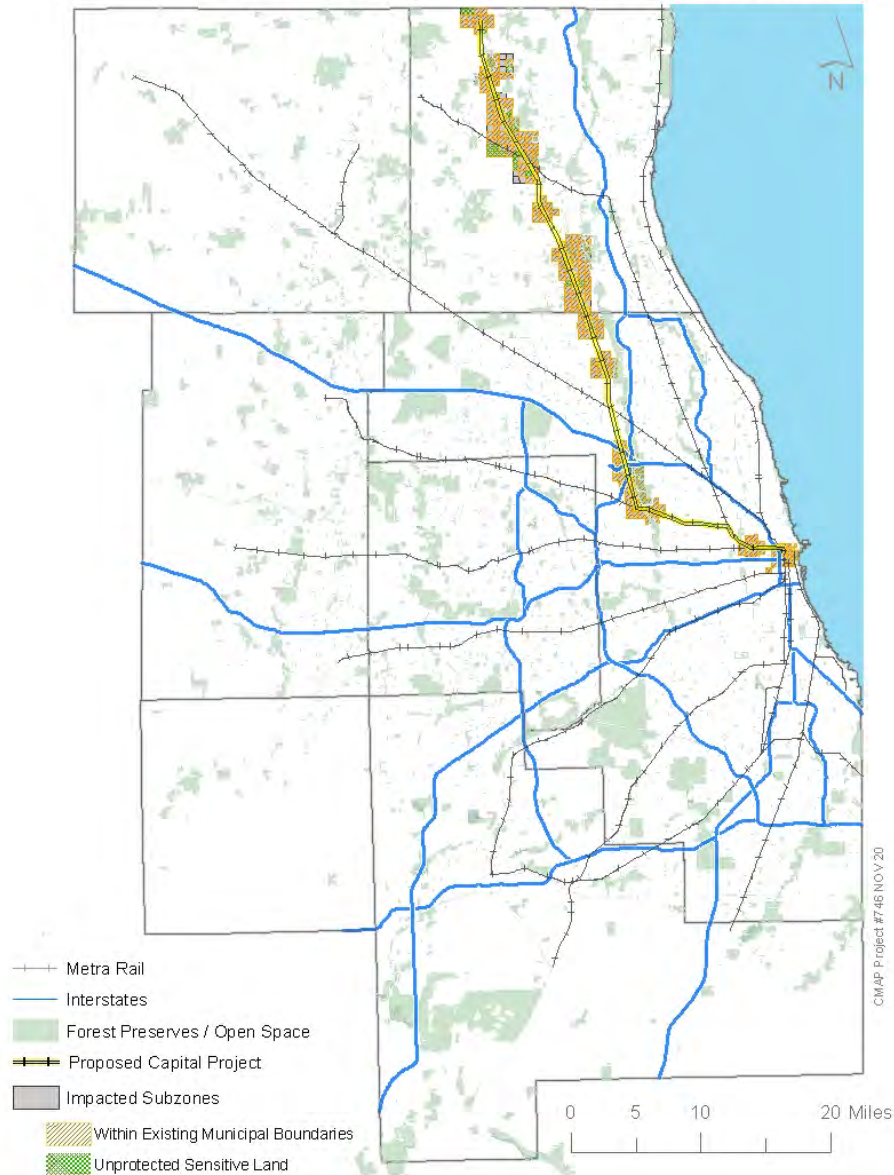 N
Metra Rail
Interstates
Forest Preserves / Open Space
Proposed Capital Project
Impacted Subzones
Within Existing Municipal Boundaries
Unprotected Sensitive Land
0 5 10 20 Miles
CMAP Project #746 NOV 20